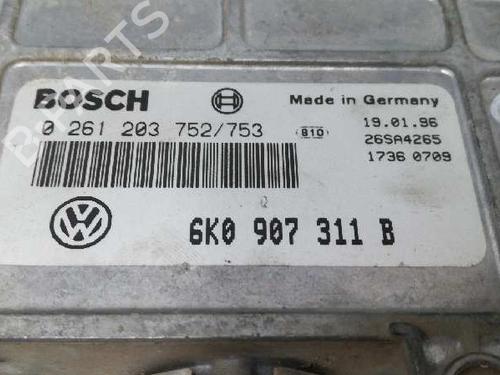 B-PARTS
BOSCH
Made in Germany
0 261 203 752/753
810
19.01.96
26SA4265
1736 0709
Q
VW
6K0 907 311 B